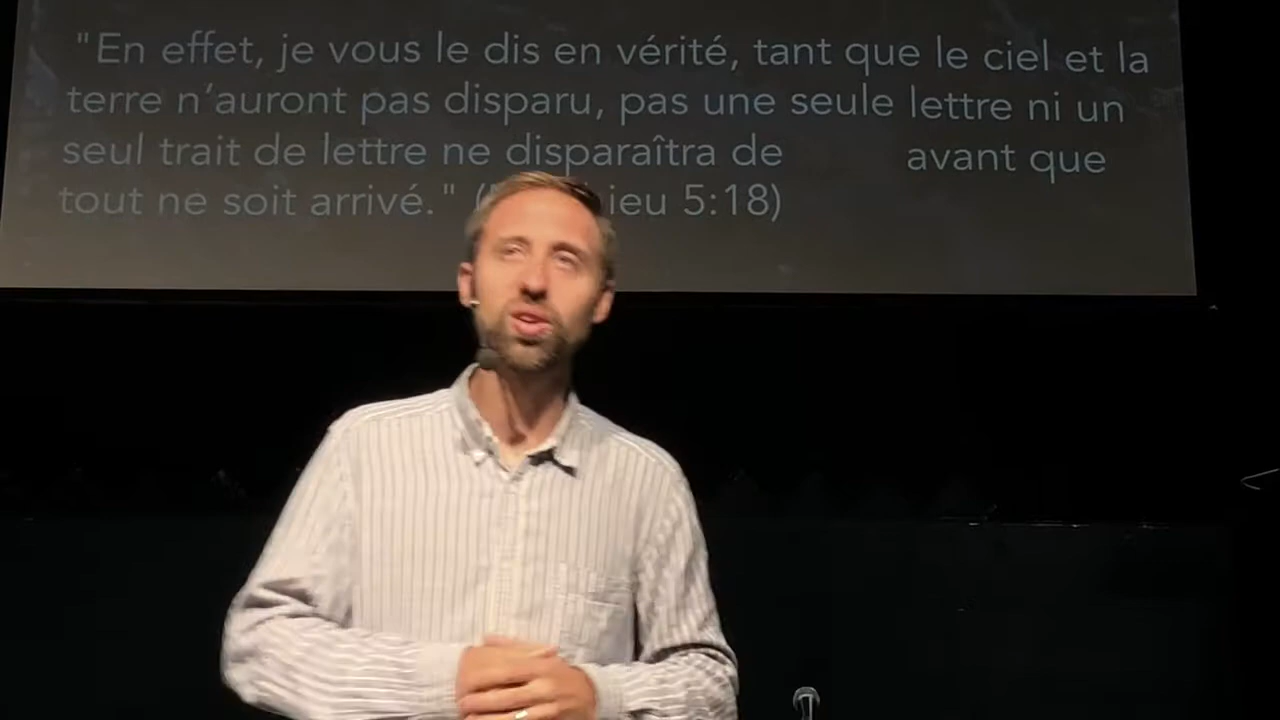 "En effet, je vous le dis en vérité, tant que le ciel et la
terre n'auront pas disparu, pas une seule lettre ni un
seul trait de lettre ne disparaîtra de avant que
tout ne soit arrivé." ( ieu 5:18)